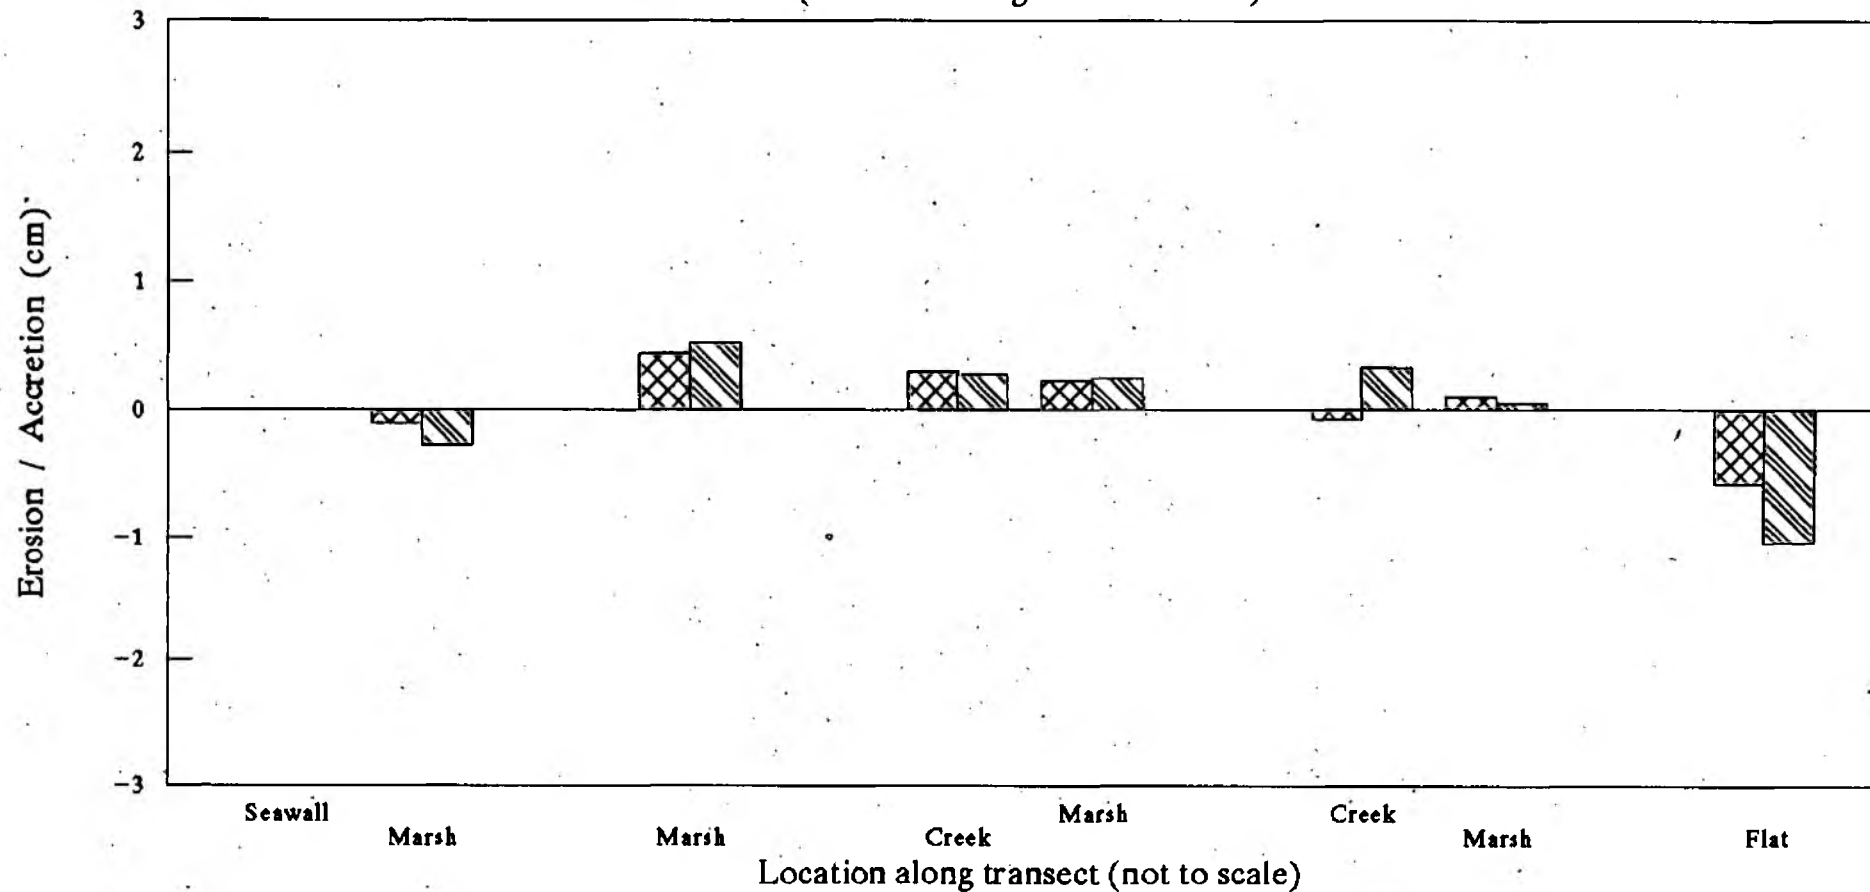 3
2
1
0
−1
−2
−3
Erosion / Accretion (cm)
Seawall
Marsh
Marsh
Creek
Marsh
Creek
Marsh
Flat
Location along transect (not to scale)